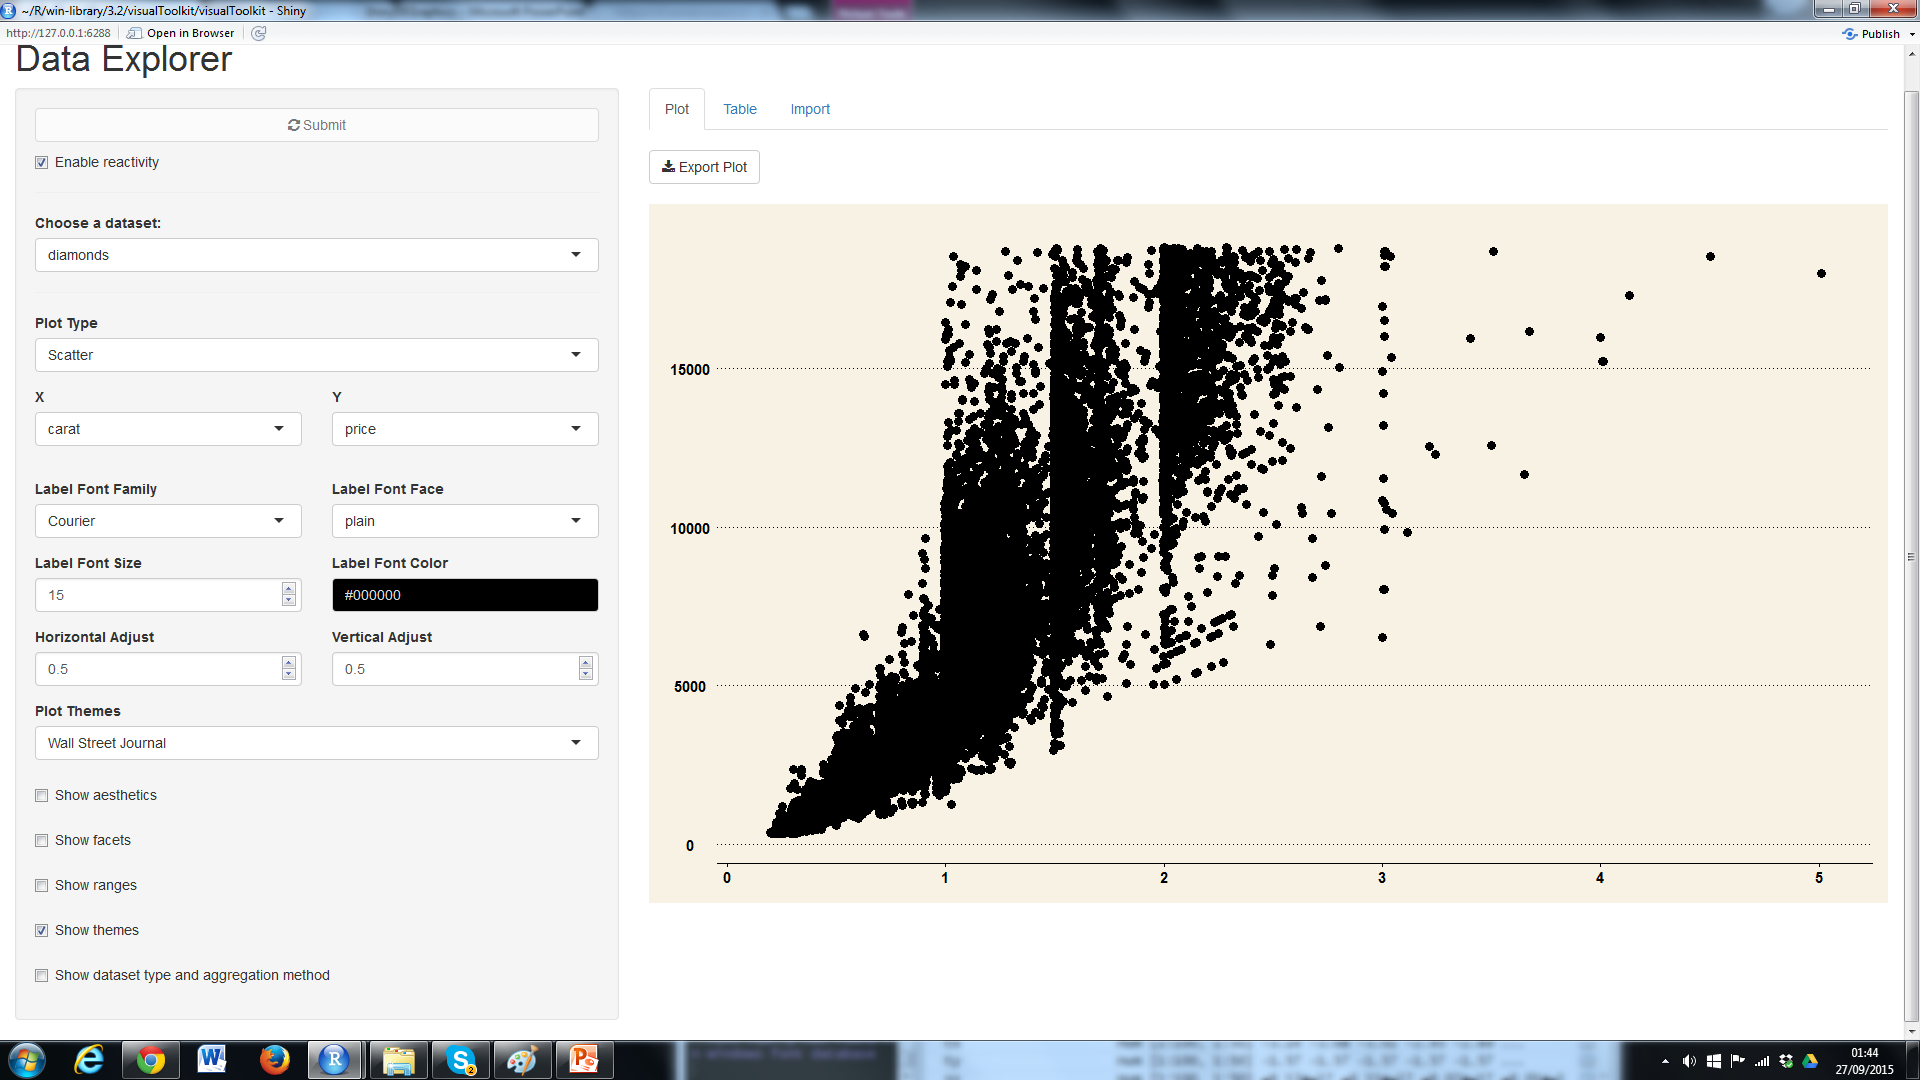 ~/R/win-library/3.2/visualToolkit/visualToolkit - Shiny
http://127.0.0.1:6288 Open in Browser Publish
Data Explorer
Submit
Enable reactivity
Choose a dataset:
diamonds
Plot Type
Scatter
X Y
carat price
Label Font Family Label Font Face
Courier plain
Label Font Size Label Font Color
15 #000000
Horizontal Adjust Vertical Adjust
0.5 0.5
Plot Themes
Wall Street Journal
Show aesthetics
Show facets
Show ranges
Show themes
Show dataset type and aggregation method
Plot Table Import
Export Plot
15000
10000
5000
0
0 1 2 3 4 5
2
01:44
27/09/2015